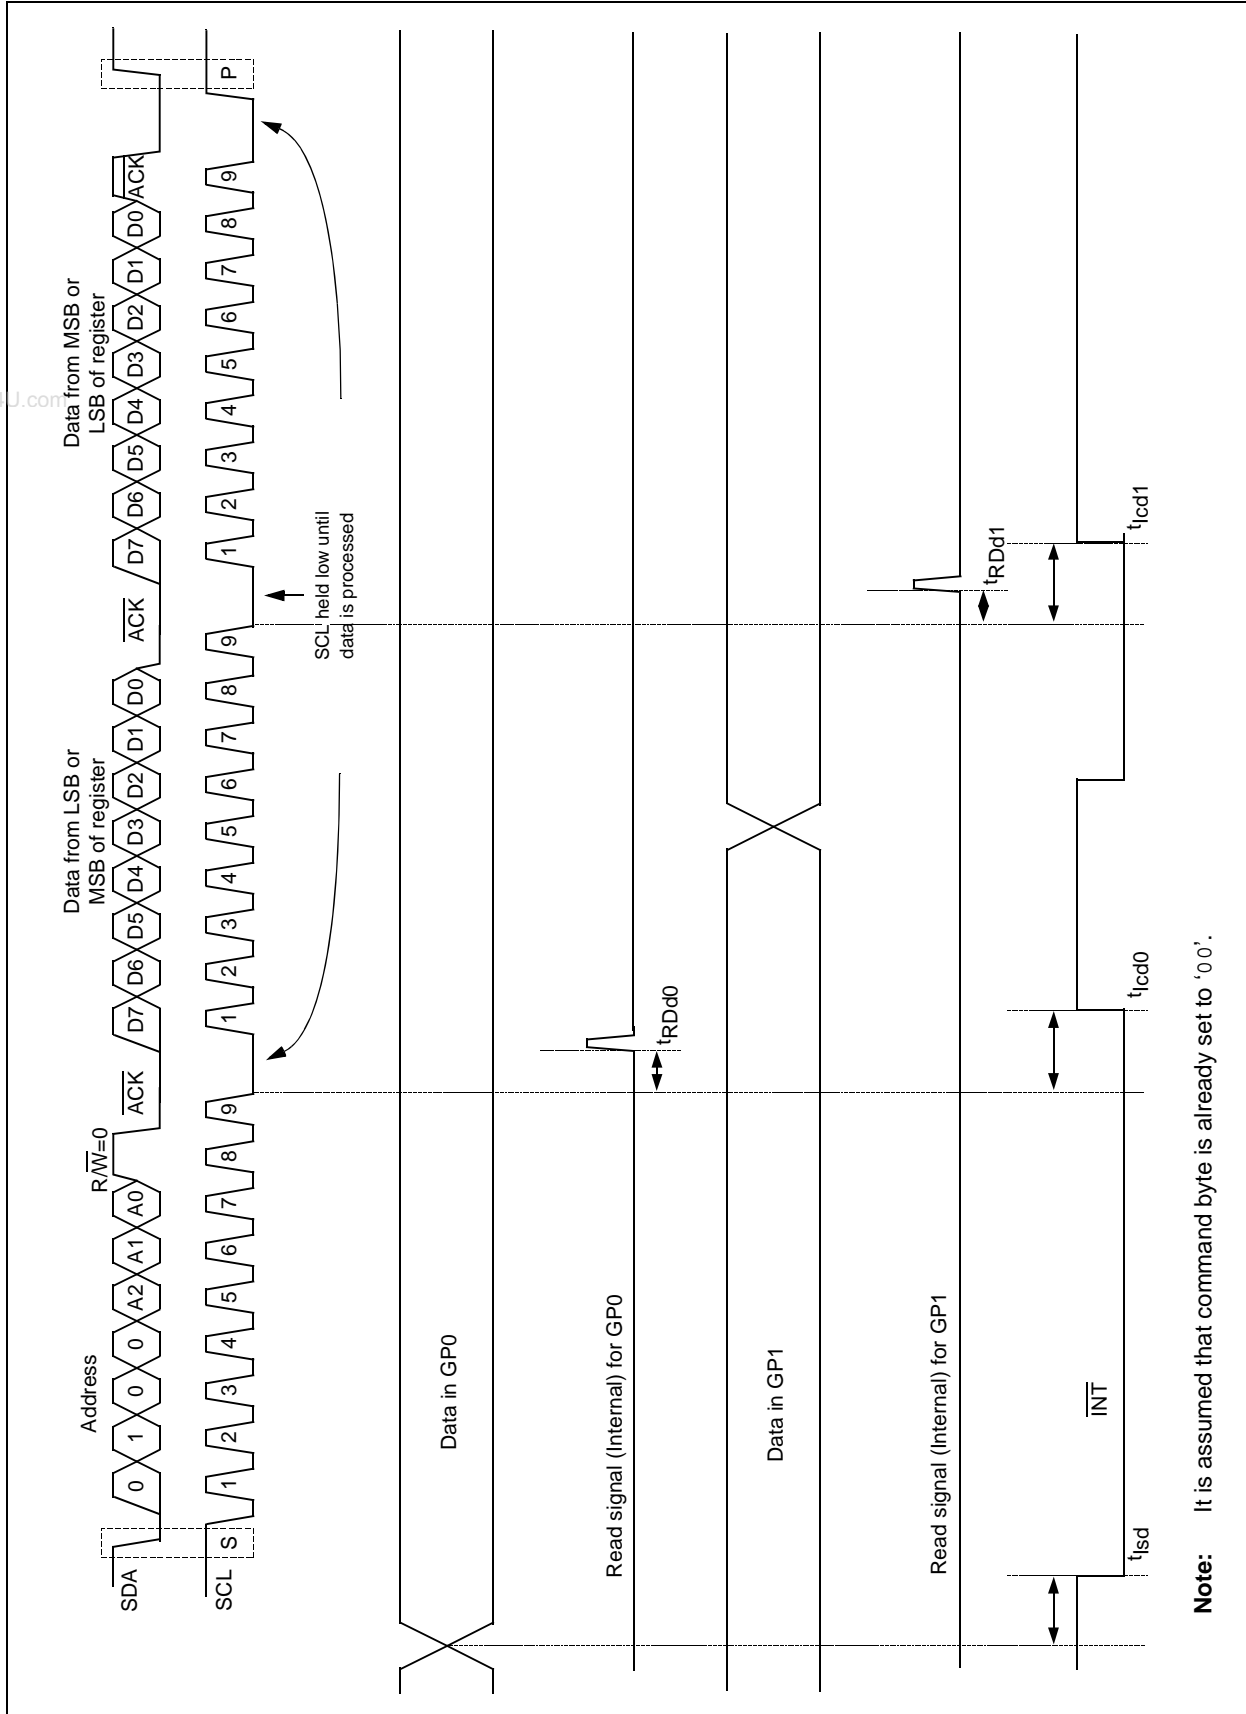 Address
Data from LSB or
MSB of register
Data from MSB or
LSB of register
SDA 0 1 0 0 A2 A1 A0 R/W=0 ACK D7 D6 D5 D4 D3 D2 D1 D0 ACK D7 D6 D5 D4 D3 D2 D1 D0 ACK
SCL S 1 2 3 4 5 6 7 8 9 1 2 3 4 5 6 7 8 9 1 2 3 4 5 6 7 8 9 P
SCL held low until
data is processed
Data in GP0
Read signal (Internal) for GP0
tRDd0
Data in GP1
Read signal (Internal) for GP1
tRDd1
INT
tIsd
tIcd0
tIcd1
Note: It is assumed that command byte is already set to ‘00’.
4U.com